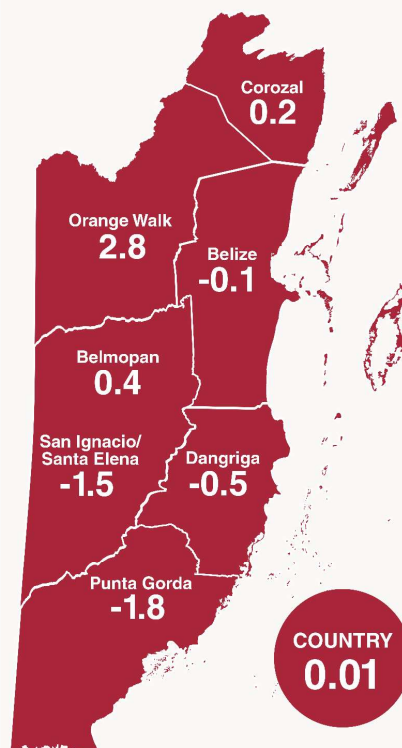 Corozal
0.2
Orange Walk
2.8
Belize
-0.1
Belmopan
0.4
San Ignacio/
Santa Elena
-1.5
Dangriga
-0.5
Punta Gorda
-1.8
COUNTRY
0.01